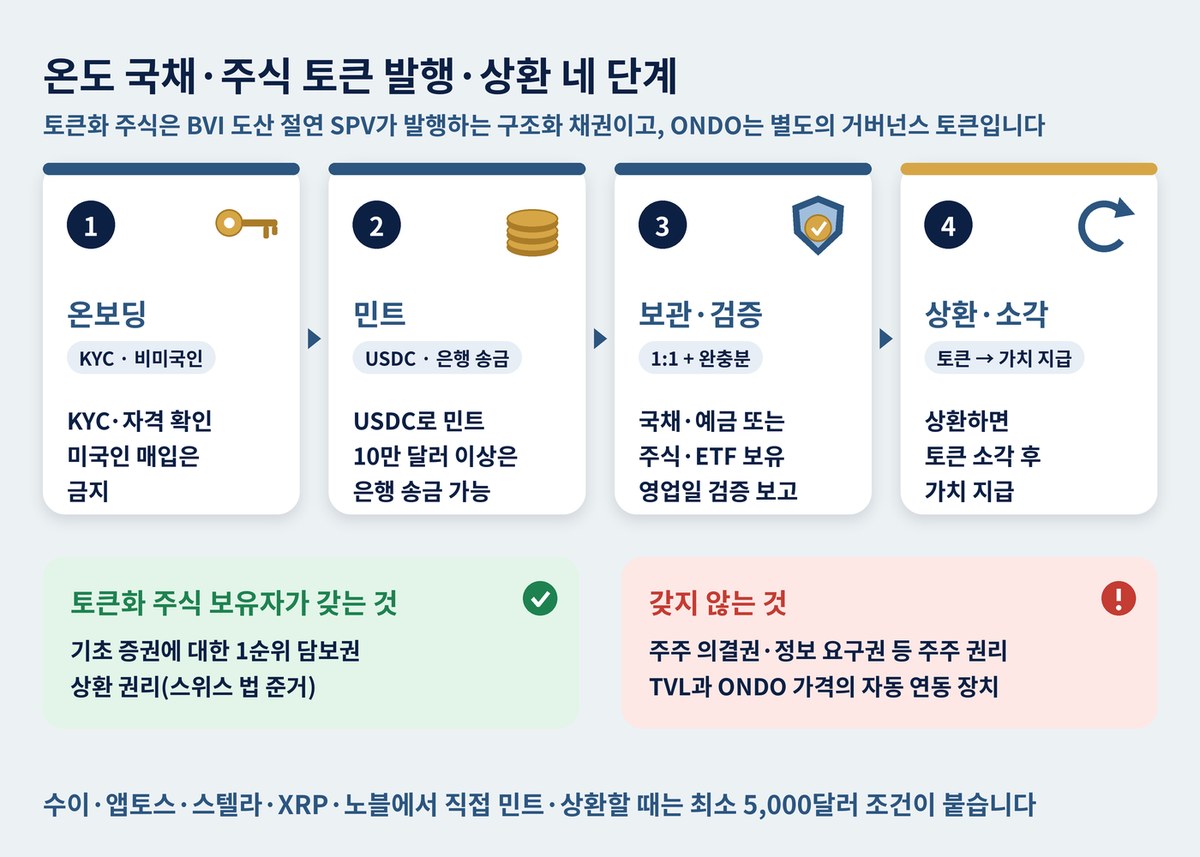 온도 국채·주식 토큰 발행·상환 네 단계
토큰화 주식은 BVI 도산 절연 SPV가 발행하는 구조화 채권이고, ONDO는 별도의 거버넌스 토큰입니다
1
온보딩
KYC · 비미국인
KYC·자격 확인
미국인 매입은
금지
2
민트
USDC · 은행 송금
USDC로 민트
10만 달러 이상은
은행 송금 가능
3
보관·검증
1:1 + 완충분
국채·예금 또는
주식·ETF 보유
영업일 검증 보고
4
상환·소각
토큰 → 가치 지급
상환하면
토큰 소각 후
가치 지급
토큰화 주식 보유자가 갖는 것
기초 증권에 대한 1순위 담보권
상환 권리(스위스 법 준거)
갖지 않는 것
주주 의결권·정보 요구권 등 주주 권리
TVL과 ONDO 가격의 자동 연동 장치
수이·앱토스·스텔라·XRP·노블에서 직접 민트·상환할 때는 최소 5,000달러 조건이 붙습니다